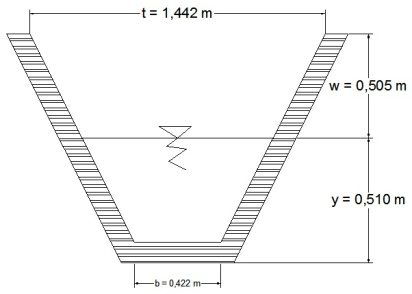 t = 1,442 m
w = 0,505 m
y = 0,510 m
b = 0,422 m